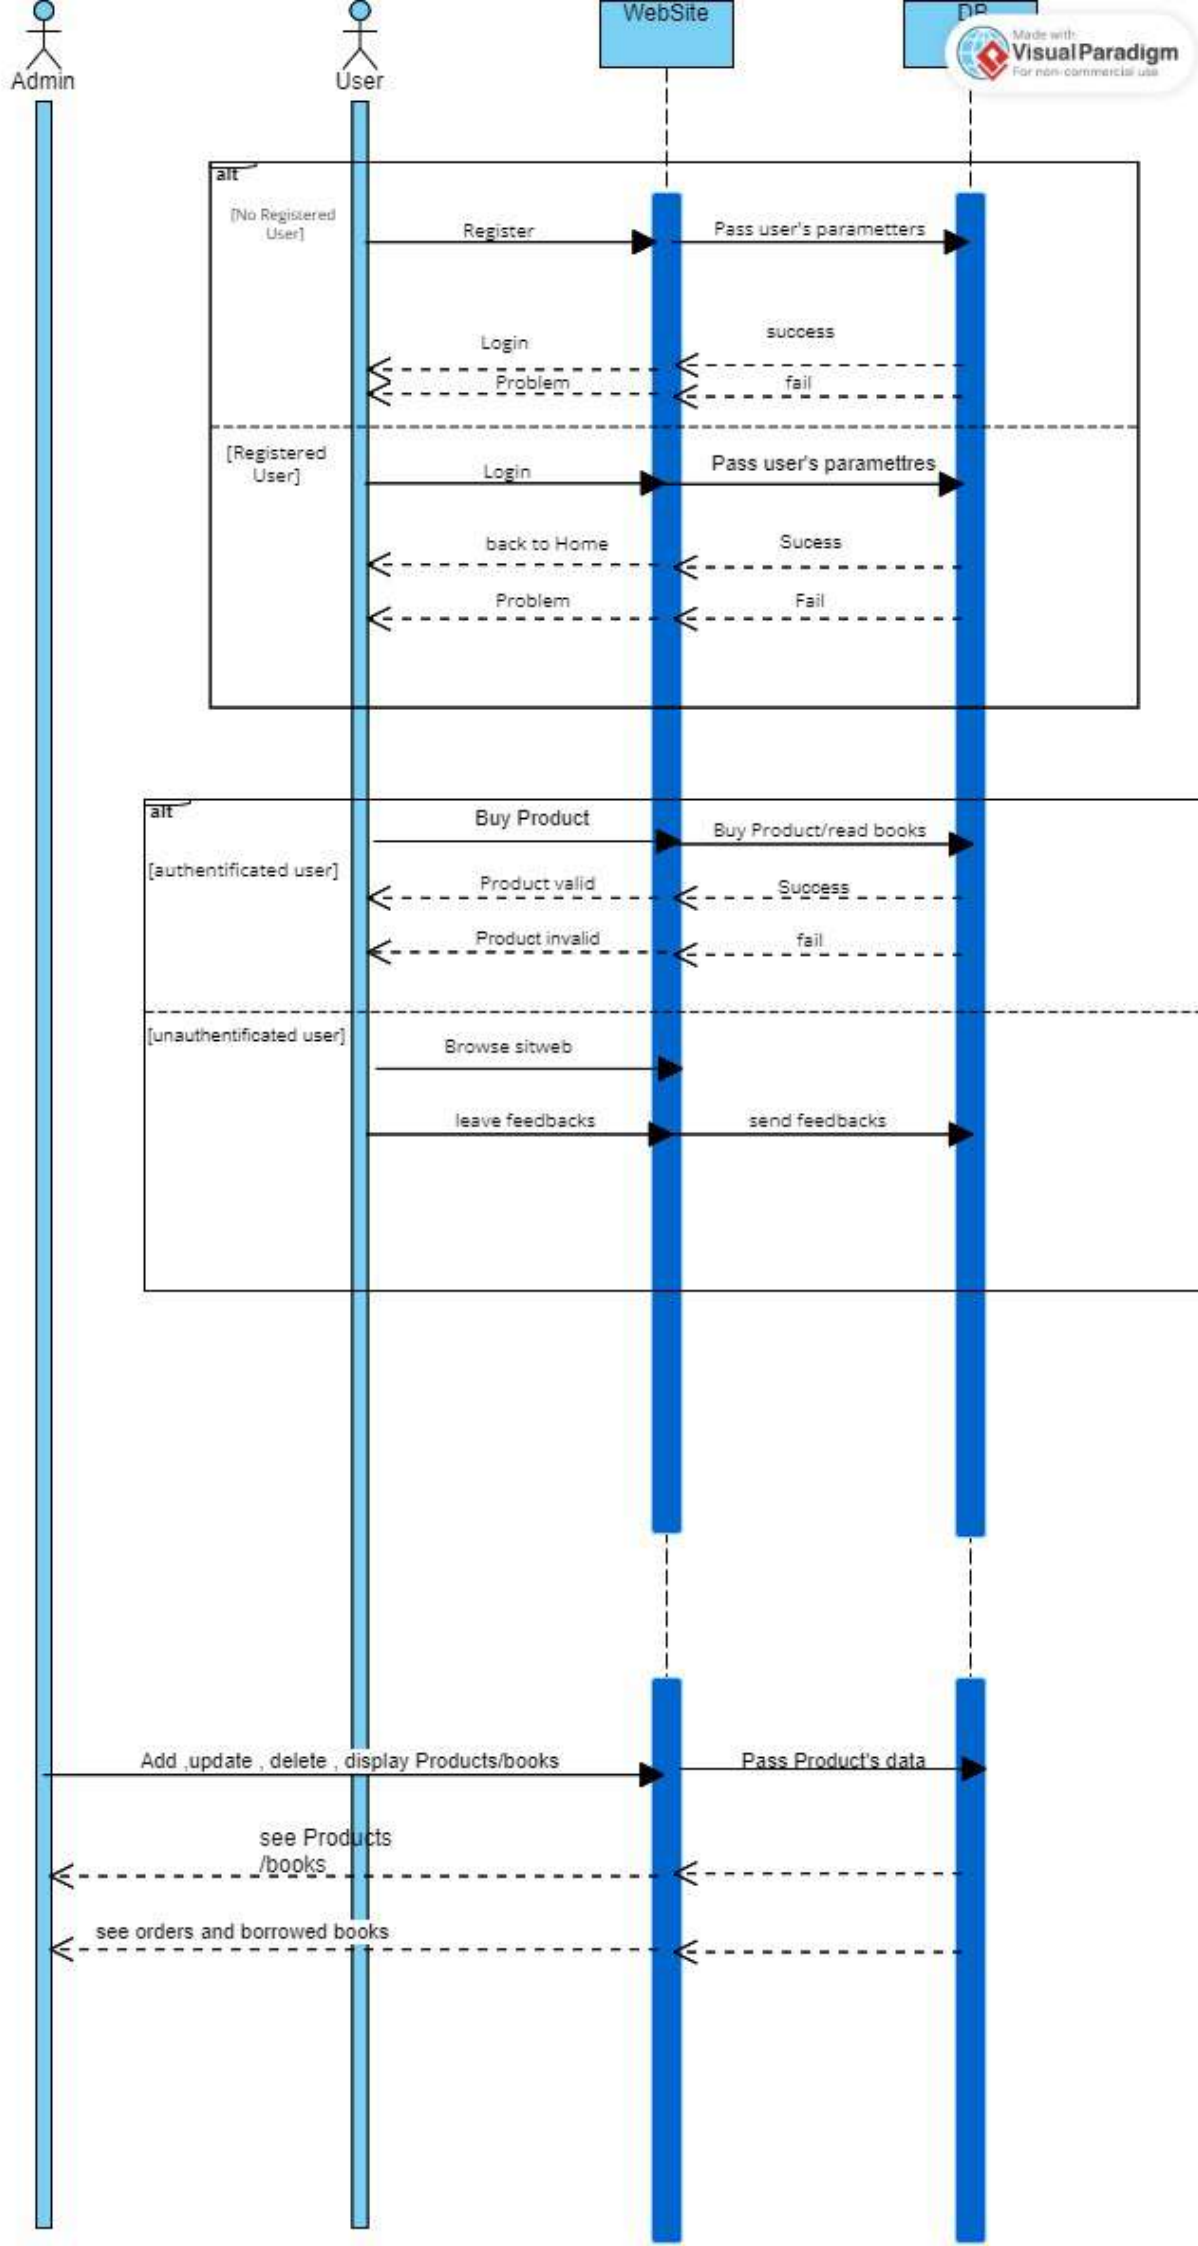 WebSite
DB
Made with
Visual Paradigm
For non-commercial use
Admin
User
alt
[No Registered
User]
Register
Pass user's parametters
success
Login
Problem
fail
[Registered
User]
Login
Pass user's paramettres
back to Home
Sucess
Problem
Fail
alt
Buy Product
Buy Product/read books
[authentificated user]
Product valid
Success
Product invalid
fail
[unauthentificated user]
Browse sitweb
leave feedbacks
send feedbacks
Add ,update , delete , display Products/books
Pass Product's data
see Products
/books
see orders and borrowed books